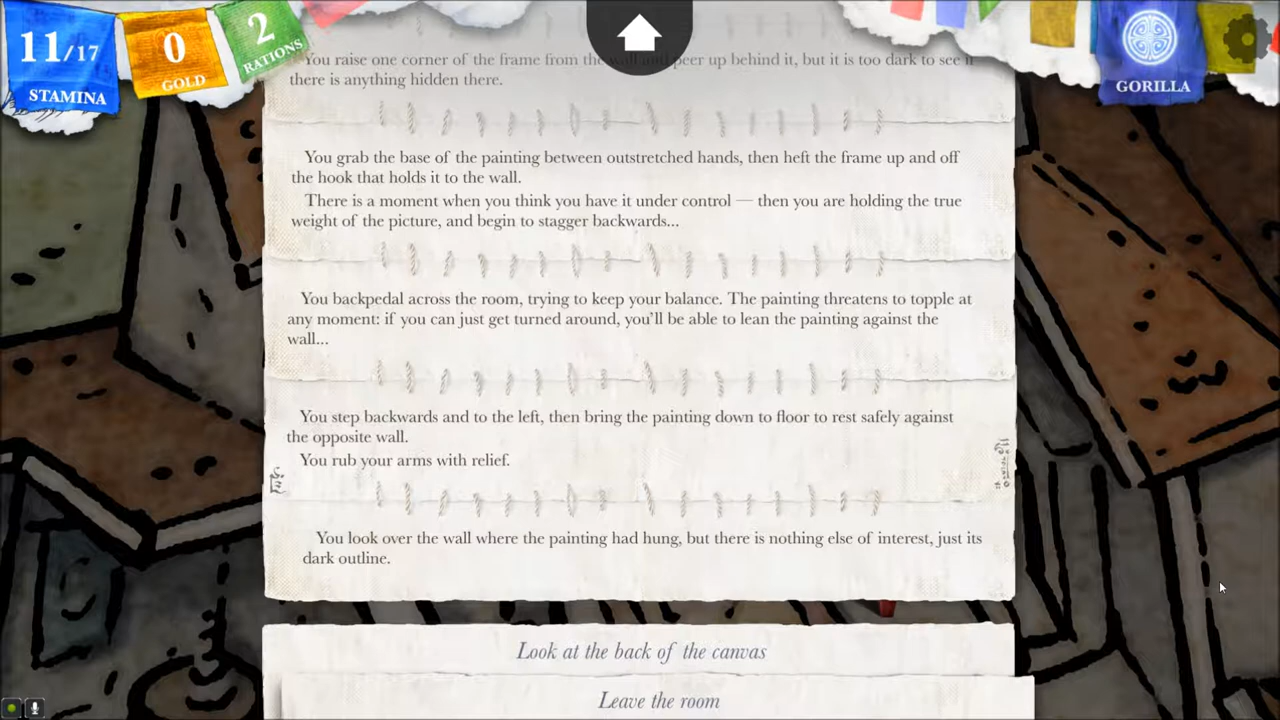 11/17
STAMINA
0
GOLD
2
RATIONS
GORILLA
You raise one corner of the frame from the wall and peer up behind it, but it is too dark to see if
there is anything hidden there.
You grab the base of the painting between outstretched hands, then heft the frame up and off
the hook that holds it to the wall.
There is a moment when you think you have it under control — then you are holding the true
weight of the picture, and begin to stagger backwards...
You backpedal across the room, trying to keep your balance. The painting threatens to topple at
any moment: if you can just get turned around, you'll be able to lean the painting against the
wall...
You step backwards and to the left, then bring the painting down to floor to rest safely against
the opposite wall.
You rub your arms with relief.
You look over the wall where the painting had hung, but there is nothing else of interest, just its
dark outline.
Look at the back of the canvas
Leave the room